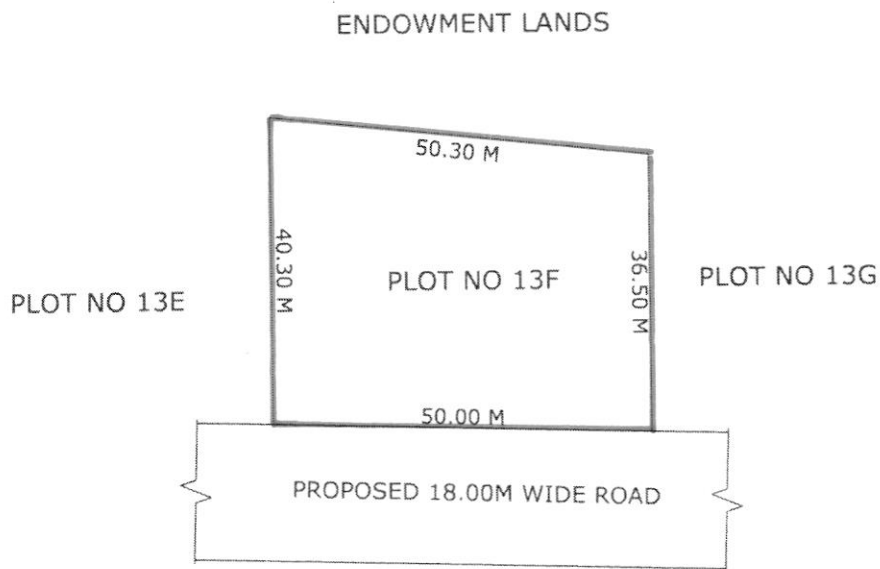 ENDOWMENT LANDS
50.30 M
40.30 M
PLOT NO 13F
36.50 M
PLOT NO 13G
PLOT NO 13E
50.00 M
PROPOSED 18.00M WIDE ROAD